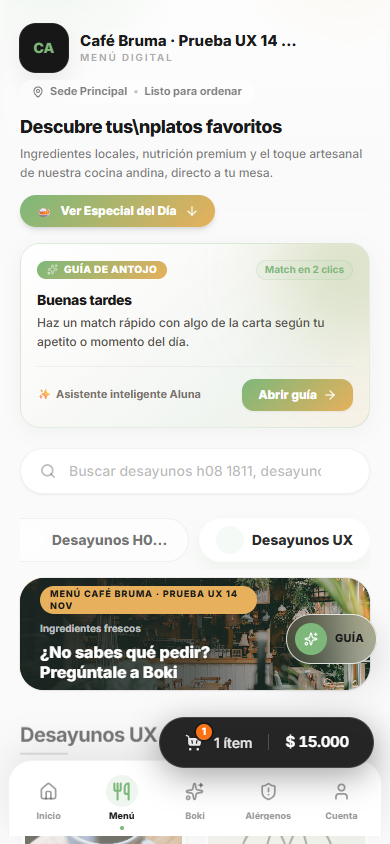 CA
Café Bruma · Prueba UX 14 ...
MENÚ DIGITAL
Sede Principal • Listo para ordenar
Descubre tus\nplatos favoritos
Ingredientes locales, nutrición premium y el toque artesanal
de nuestra cocina andina, directo a tu mesa.
Ver Especial del Día ↓
GUÍA DE ANTOJO
Match en 2 clics
Buenas tardes
Haz un match rápido con algo de la carta según tu
apetito o momento del día.
Asistente inteligente Aluna
Abrir guía →
Buscar desayunos h08 1811, desayuno
Desayunos H0...
Desayunos UX
MENÚ CAFÉ BRUMA · PRUEBA UX 14
NOV
Ingredientes frescos
¿No sabes qué pedir?
Pregúntale a Boki
GUÍA
Desayunos UX
1
1 ítem
$ 15.000
Inicio
Menú
Boki
Alérgenos
Cuenta